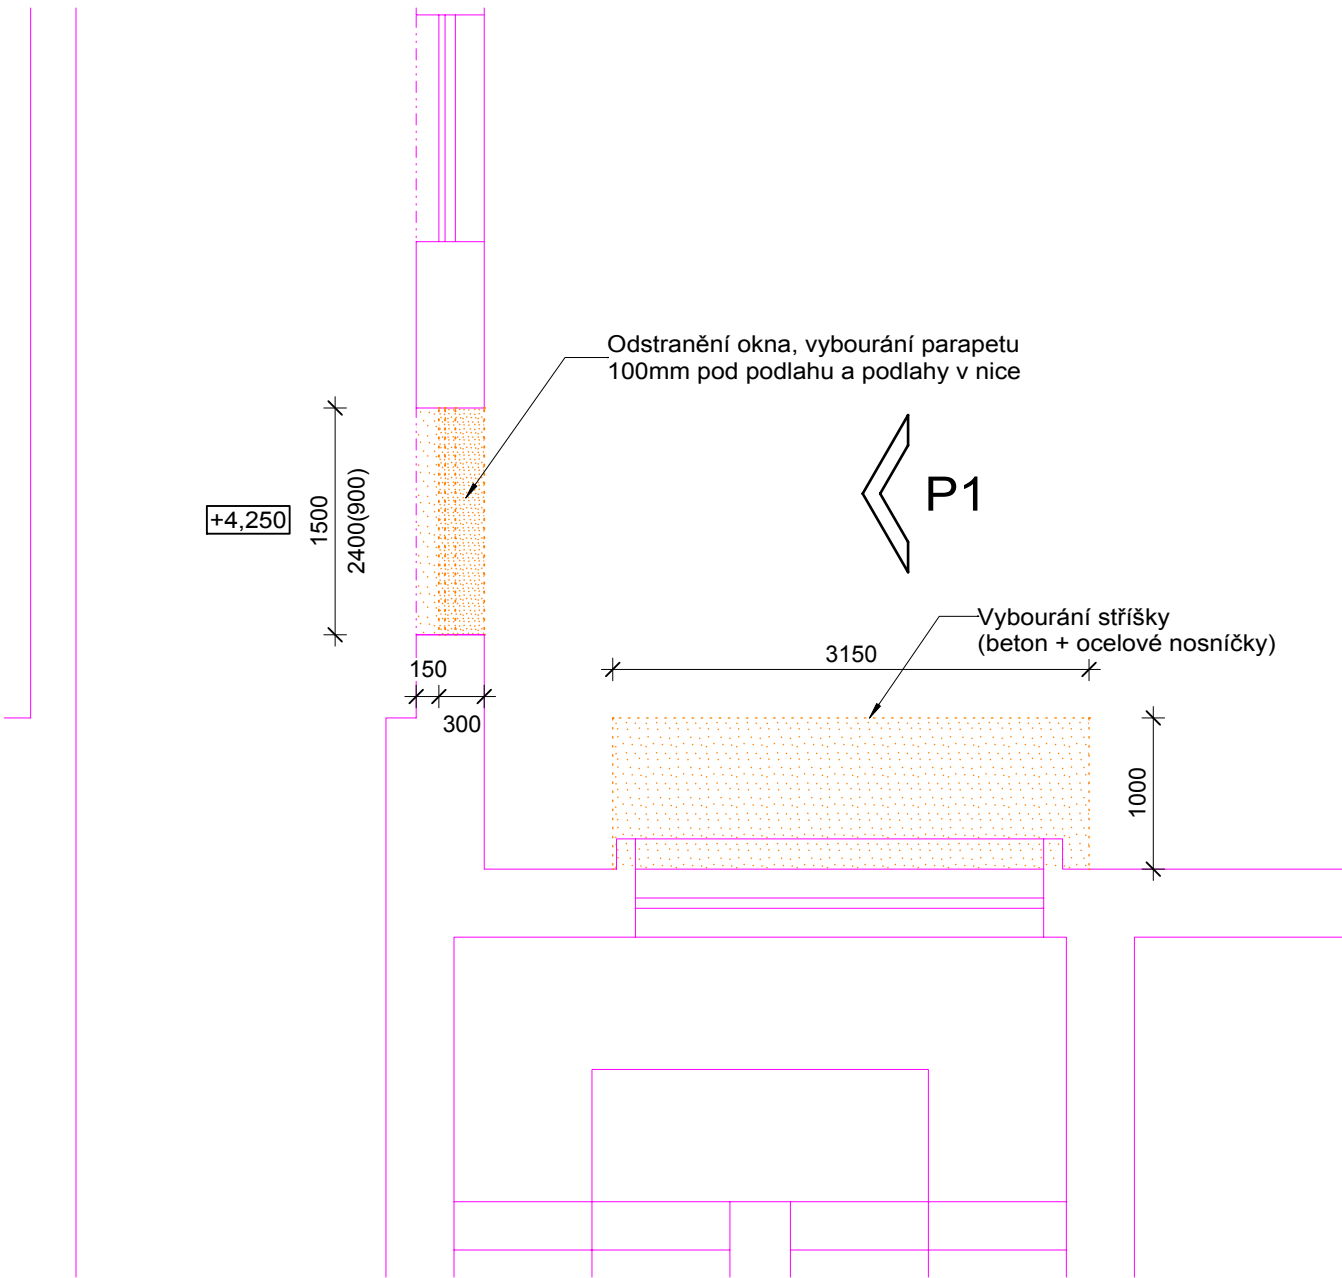 Odstranění okna, vybourání parapetu
100mm pod podlahu a podlahy v nice
P1
+4,250
1500
2400(900)
Vybourání stříšky
(beton + ocelové nosníčky)
3150
150
300
1000